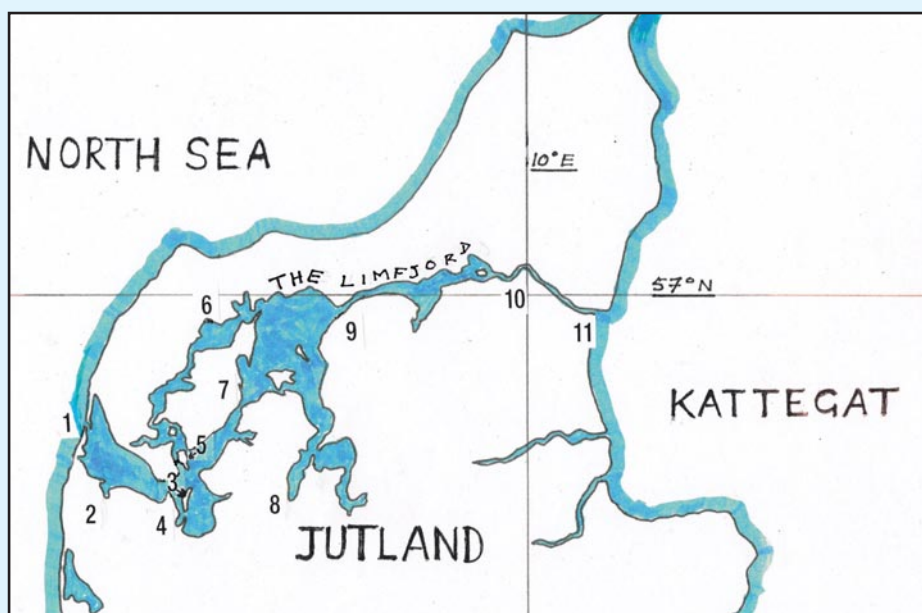 NORTH SEA
10°E
THE LIMFJORD
57°N
6
10
9
11
7
KATTEGAT
1
5
3
8
2
4
JUTLAND